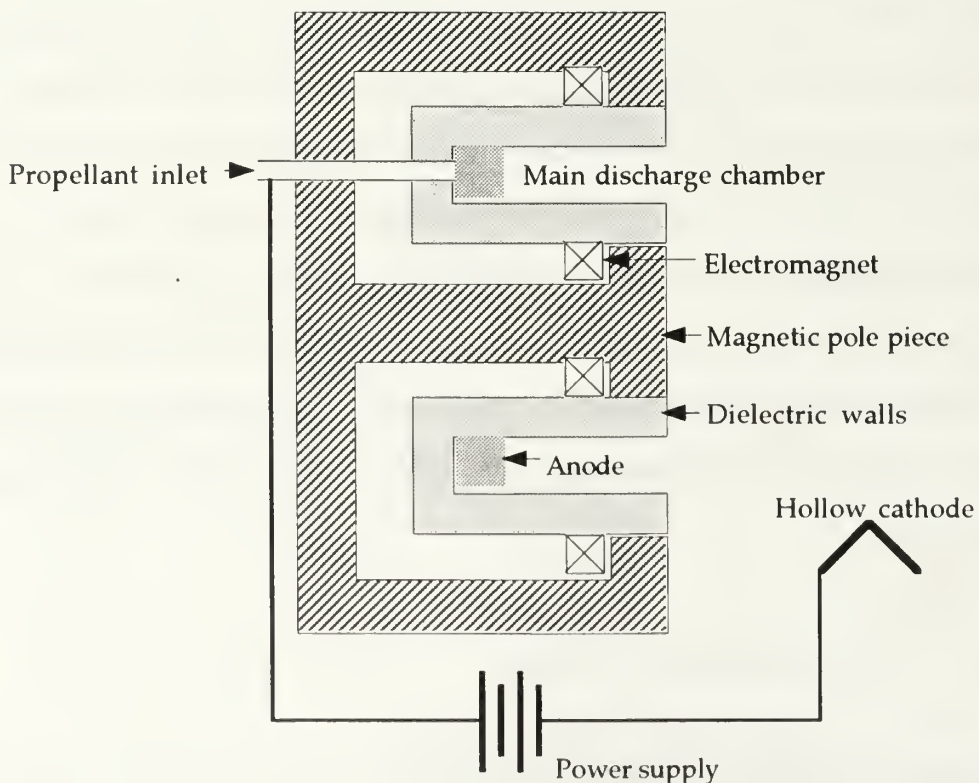 Propellant inlet
Main discharge chamber
Electromagnet
Magnetic pole piece
Dielectric walls
Anode
Hollow cathode
Power supply